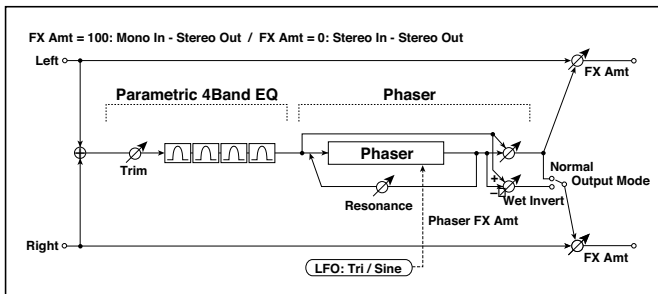 FX Amt = 100: Mono In - Stereo Out / FX Amt = 0: Stereo In - Stereo Out
Left
FX Amt
Parametric 4Band EQ
Phaser
Phaser
Trim
Resonance
+
−
Normal
Output Mode
Wet Invert
Phaser FX Amt
Right
FX Amt
LFO: Tri / Sine